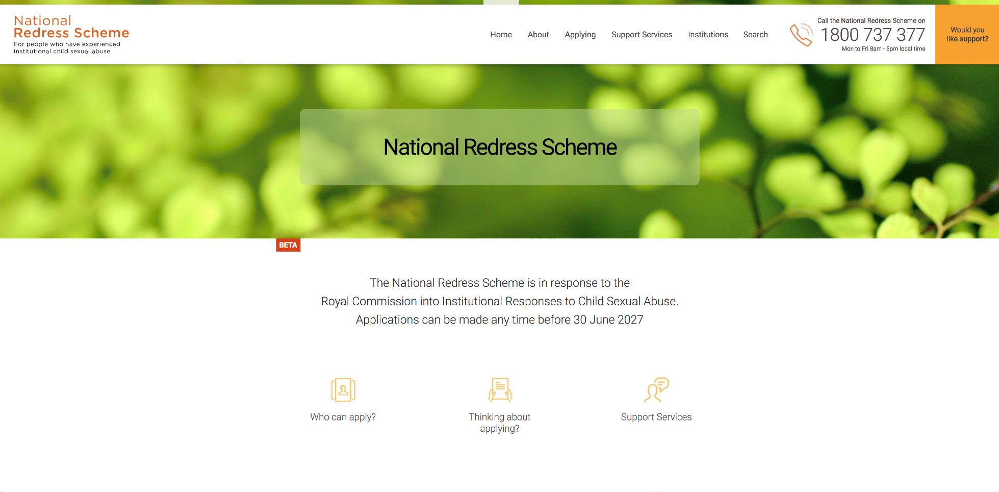 National
Redress Scheme
For people who have experienced
institutional child sexual abuse
Home
About
Applying
Support Services
Institutions
Search
Call the National Redress Scheme on
1800 737 377
Mon to Fri 8am - 5pm local time
Would you
like support?
National Redress Scheme
BETA
The National Redress Scheme is in response to the
Royal Commission into Institutional Responses to Child Sexual Abuse.
Applications can be made any time before 30 June 2027
Who can apply?
Thinking about
applying?
Support Services